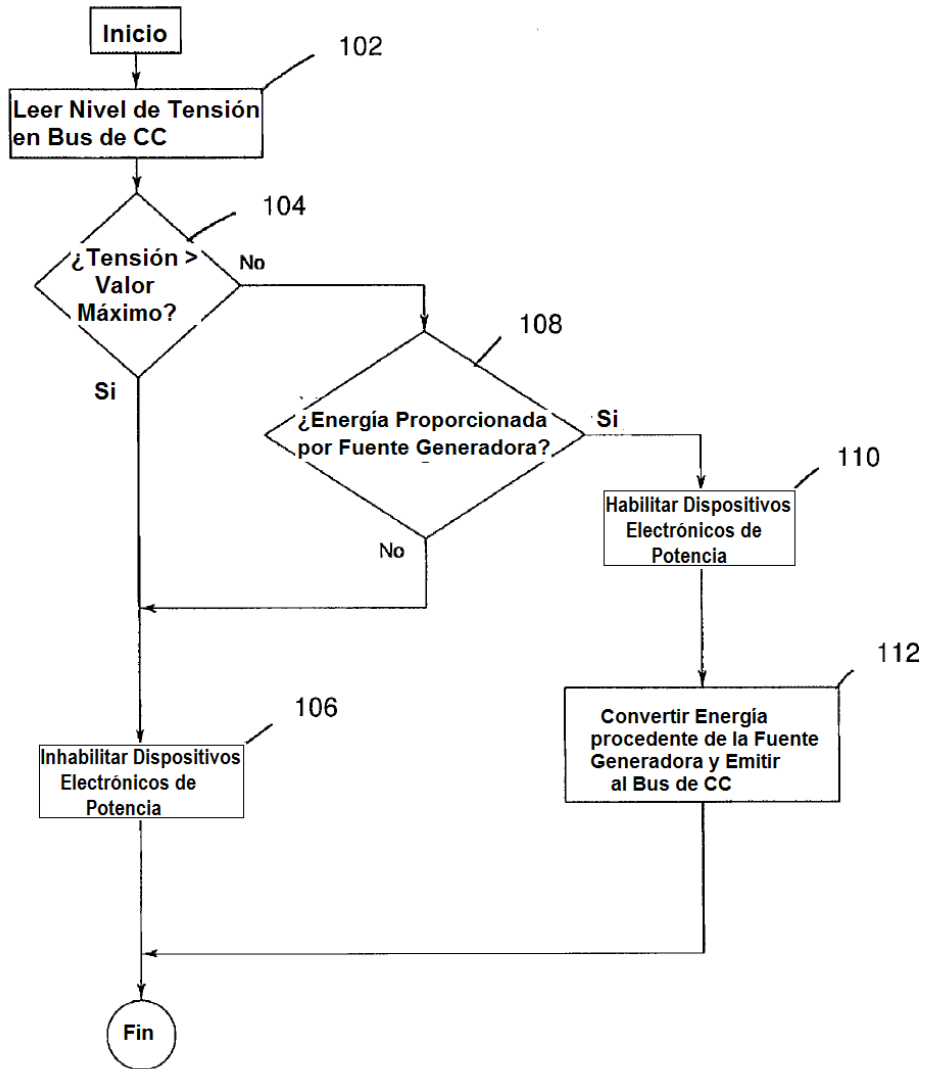 Inicio
102
Leer Nivel de Tensión
en Bus de CC
104
¿Tensión >
Valor
Máximo?
No
Si
108
¿Energía Proporcionada
por Fuente Generadora?
Si
No
110
Habilitar Dispositivos
Electrónicos de
Potencia
112
Convertir Energía
procedente de la Fuente
Generadora y Emitir
al Bus de CC
106
Inhabilitar Dispositivos
Electrónicos de
Potencia
Fin